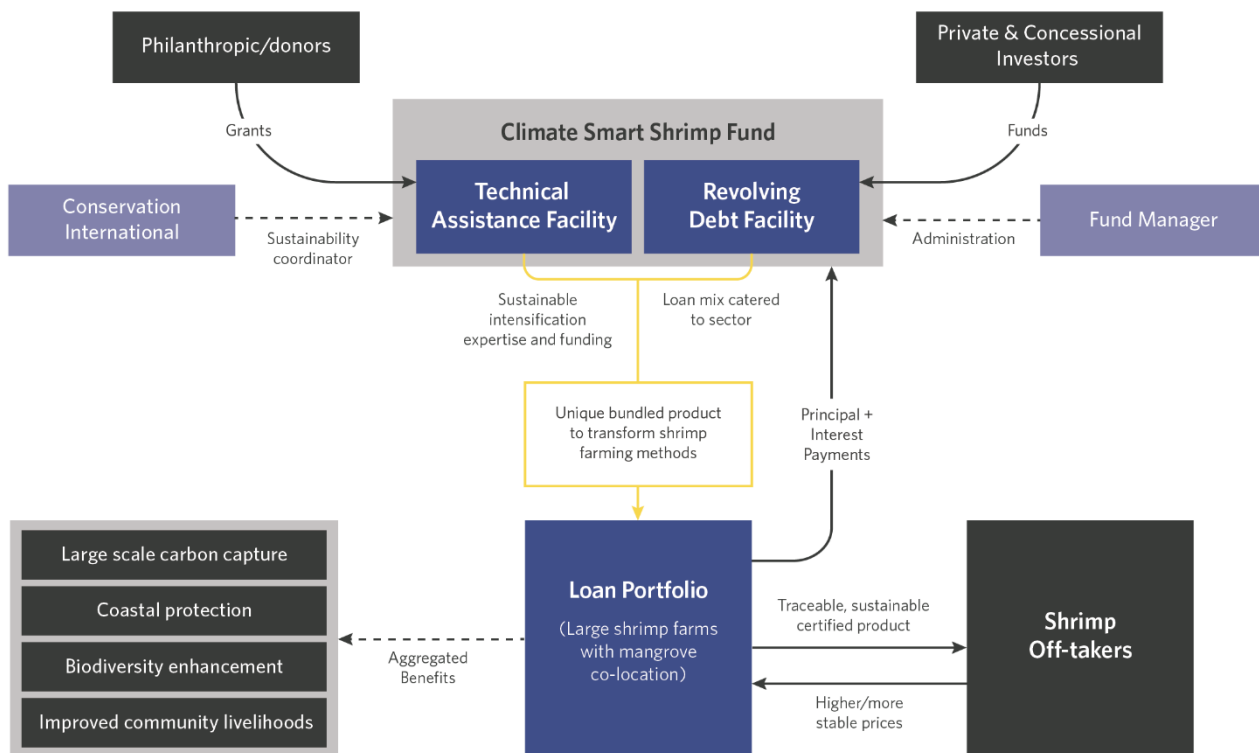 Philanthropic/donors
Private & Concessional
Investors
Grants
Funds
Climate Smart Shrimp Fund
Technical
Assistance Facility
Revolving
Debt Facility
Conservation
International
Sustainability
coordinator
Administration
Fund Manager
Sustainable
intensification
expertise and funding
Loan mix catered
to sector
Unique bundled product
to transform shrimp
farming methods
Principal +
Interest
Payments
Large scale carbon capture
Coastal protection
Biodiversity enhancement
Improved community livelihoods
Aggregated
Benefits
Loan Portfolio
(Large shrimp farms
with mangrove
co-location)
Traceable, sustainable
certified product
Higher/more
stable prices
Shrimp
Off-takers